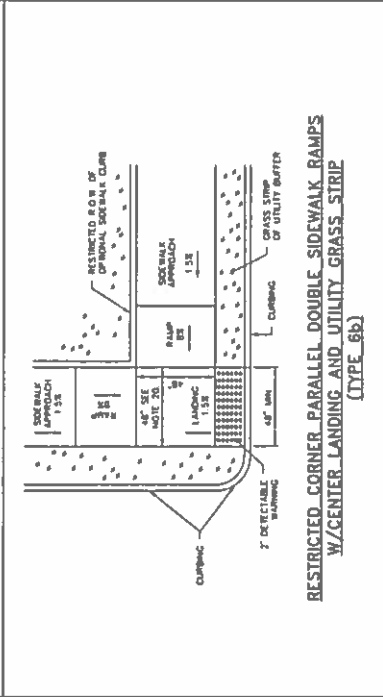 RESTRICTED R.O.W. OF
OPTIONAL SIDEWALK CURB
SIDEWALK
APPROACH
1.5%
SIDEWALK
APPROACH
1.5%
RAMP
8%
48" SEE
NOTE 20.
LANDING
1.5%
GRASS STRIP
OF UTILITY BUFFER
CURBING
48" MIN
2' DETECTABLE
WARNING
CURBING
RESTRICTED CORNER PARALLEL DOUBLE SIDEWALK RAMPS
W/CENTER LANDING AND UTILITY GRASS STRIP
(TYPE 6b)